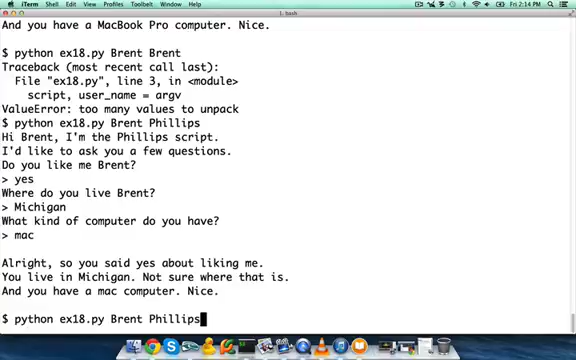 iTerm Shell Edit View Profiles Toolbelt Window Help
Fri 2:14 PM
1. bash
And you have a MacBook Pro computer. Nice.
$ python ex18.py Brent Brent
Traceback (most recent call last):
File "ex18.py", line 3, in <module>
script, user_name = argv
ValueError: too many values to unpack
$ python ex18.py Brent Phillips
Hi Brent, I'm the Phillips script.
I'd like to ask you a few questions.
Do you like me Brent?
> yes
Where do you live Brent?
> Michigan
What kind of computer do you have?
> mac
Alright, so you said yes about liking me.
You live in Michigan. Not sure where that is.
And you have a mac computer. Nice.
$ python ex18.py Brent Phillips